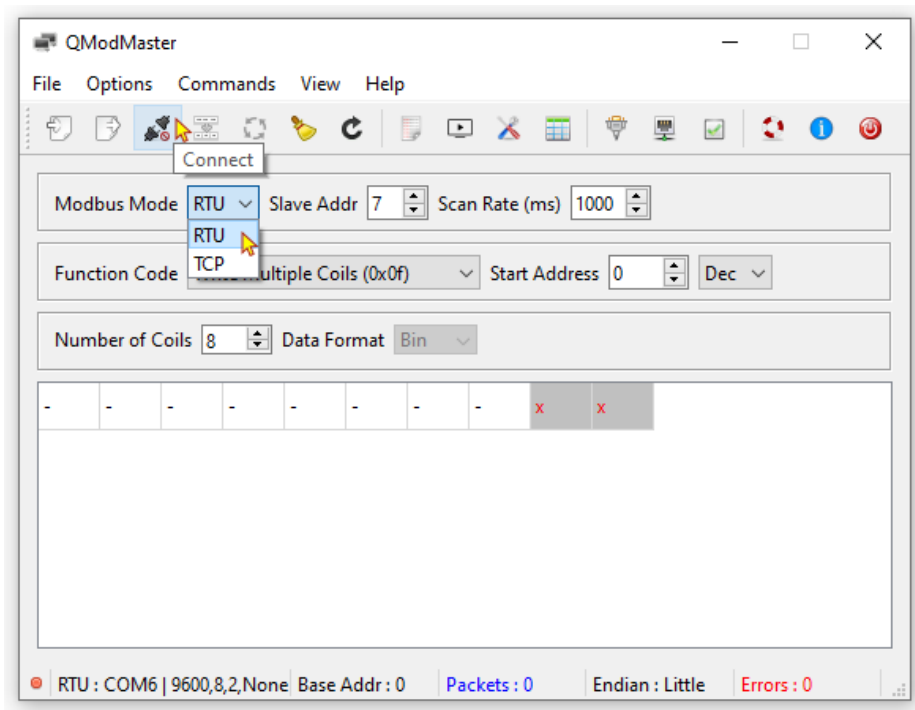 QModMaster
File Options Commands View Help
Connect
Modbus Mode RTU Slave Addr 7 Scan Rate (ms) 1000
RTU
TCP
Function Code Multiple Coils (0x0f) Start Address 0 Dec
Number of Coils 8 Data Format Bin
- - - - - - - - x x
RTU : COM6 | 9600,8,2,None Base Addr : 0 Packets : 0 Endian : Little Errors : 0